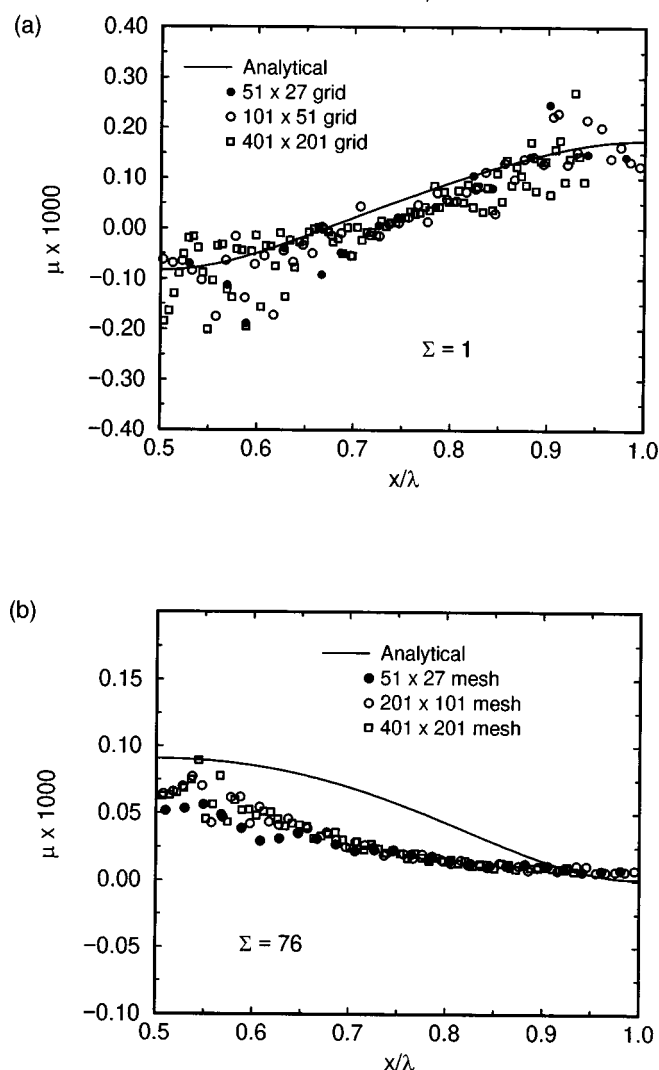 (a)
0.40
0.30
0.20
0.10
0.00
−0.10
−0.20
−0.30
−0.40
μ x 1000
Analytical
51 x 27 grid
101 x 51 grid
401 x 201 grid
Σ = 1
0.5 0.6 0.7 0.8 0.9 1.0
x/λ
(b)
0.15
0.10
0.05
0.00
−0.05
−0.10
μ x 1000
Analytical
51 x 27 mesh
201 x 101 mesh
401 x 201 mesh
Σ = 76
0.5 0.6 0.7 0.8 0.9 1.0
x/λ